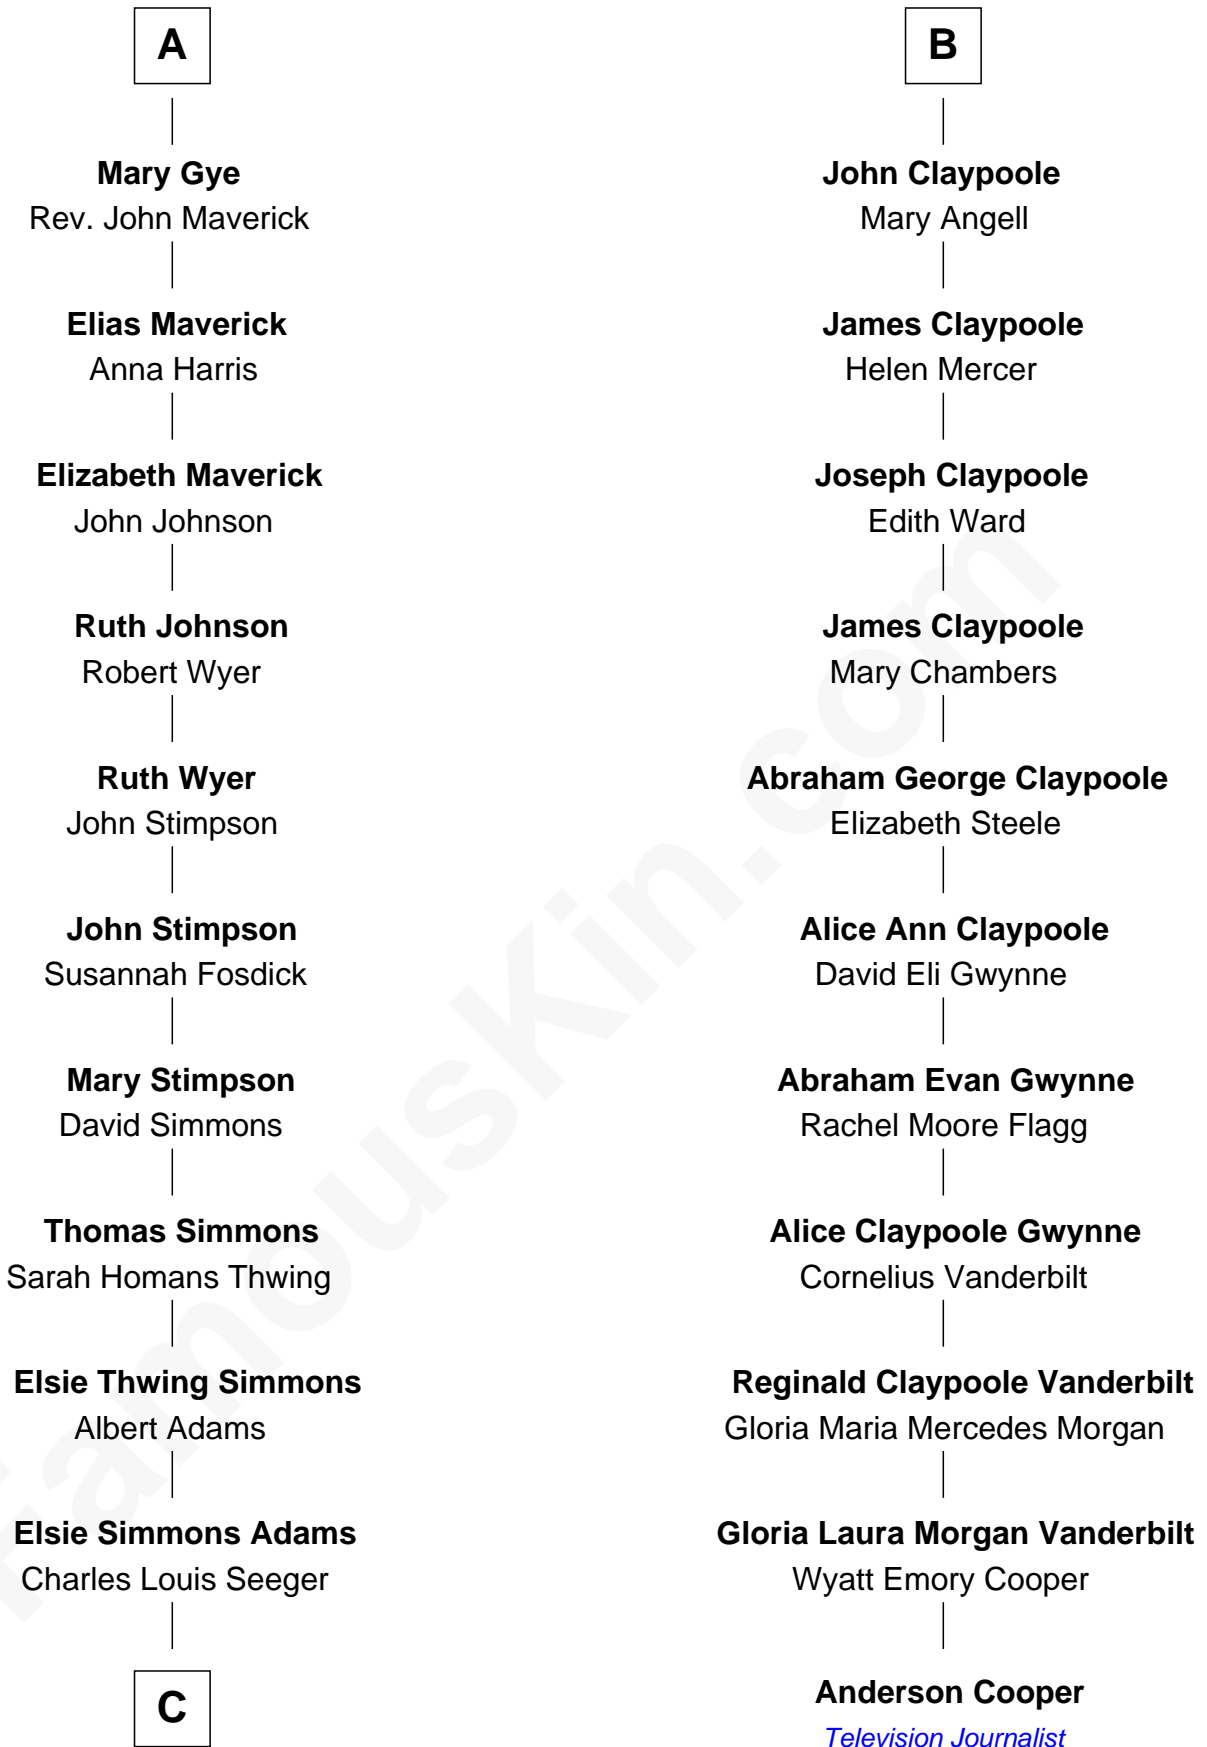 A
Mary Gye
Rev. John Maverick
Elias Maverick
Anna Harris
Elizabeth Maverick
John Johnson
Ruth Johnson
Robert Wyer
Ruth Wyer
John Stimpson
John Stimpson
Susannah Fosdick
Mary Stimpson
David Simmons
Thomas Simmons
Sarah Homans Thwing
Elsie Thwing Simmons
Albert Adams
Elsie Simmons Adams
Charles Louis Seeger
C
B
John Claypoole
Mary Angell
James Claypoole
Helen Mercer
Joseph Claypoole
Edith Ward
James Claypoole
Mary Chambers
Abraham George Claypoole
Elizabeth Steele
Alice Ann Claypoole
David Eli Gwynne
Abraham Evan Gwynne
Rachel Moore Flagg
Alice Claypoole Gwynne
Cornelius Vanderbilt
Reginald Claypoole Vanderbilt
Gloria Maria Mercedes Morgan
Gloria Laura Morgan Vanderbilt
Wyatt Emory Cooper
Anderson Cooper
Television Journalist
FamousKin.com